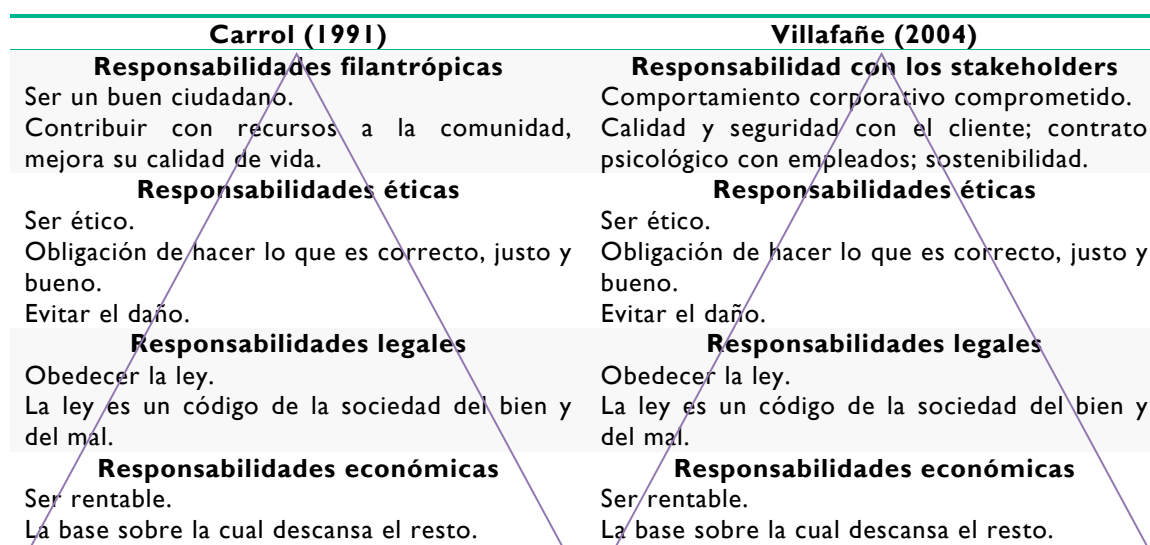 Carrol (1991)
Villafañe (2004)
Responsabilidades filantrópicas
Ser un buen ciudadano.
Contribuir con recursos a la comunidad,
mejora su calidad de vida.
Responsabilidad con los stakeholders
Comportamiento corporativo comprometido.
Calidad y seguridad con el cliente; contrato
psicológico con empleados; sostenibilidad.
Responsabilidades éticas
Ser ético.
Obligación de hacer lo que es correcto, justo y
bueno.
Evitar el daño.
Responsabilidades éticas
Ser ético.
Obligación de hacer lo que es correcto, justo y
bueno.
Evitar el daño.
Responsabilidades legales
Obedecer la ley.
La ley es un código de la sociedad del bien y
del mal.
Responsabilidades legales
Obedecer la ley.
La ley es un código de la sociedad del bien y
del mal.
Responsabilidades económicas
Ser rentable.
La base sobre la cual descansa el resto.
Responsabilidades económicas
Ser rentable.
La base sobre la cual descansa el resto.